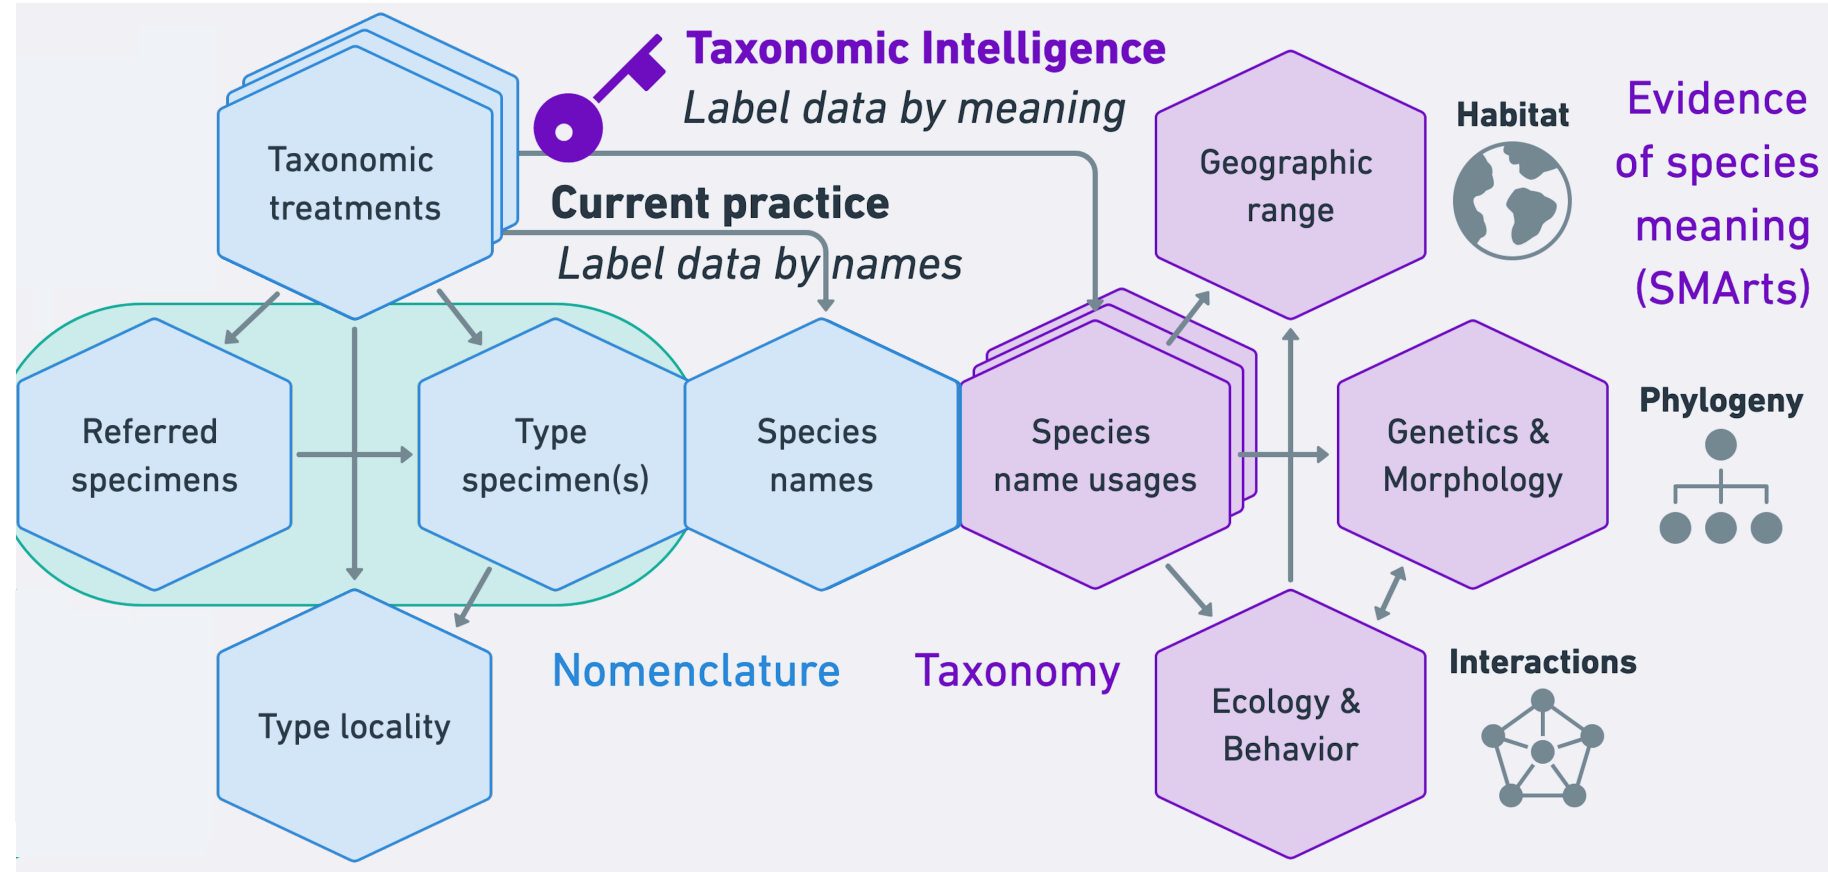 Taxonomic Intelligence
Label data by meaning
Taxonomic
treatments
Current practice
Label data by names
Geographic
range
Habitat
Evidence
of species
meaning
(SMArts)
Referred
specimens
Type
specimen(s)
Species
names
Species
name usages
Genetics &
Morphology
Phylogeny
Type locality
Nomenclature
Taxonomy
Ecology &
Behavior
Interactions